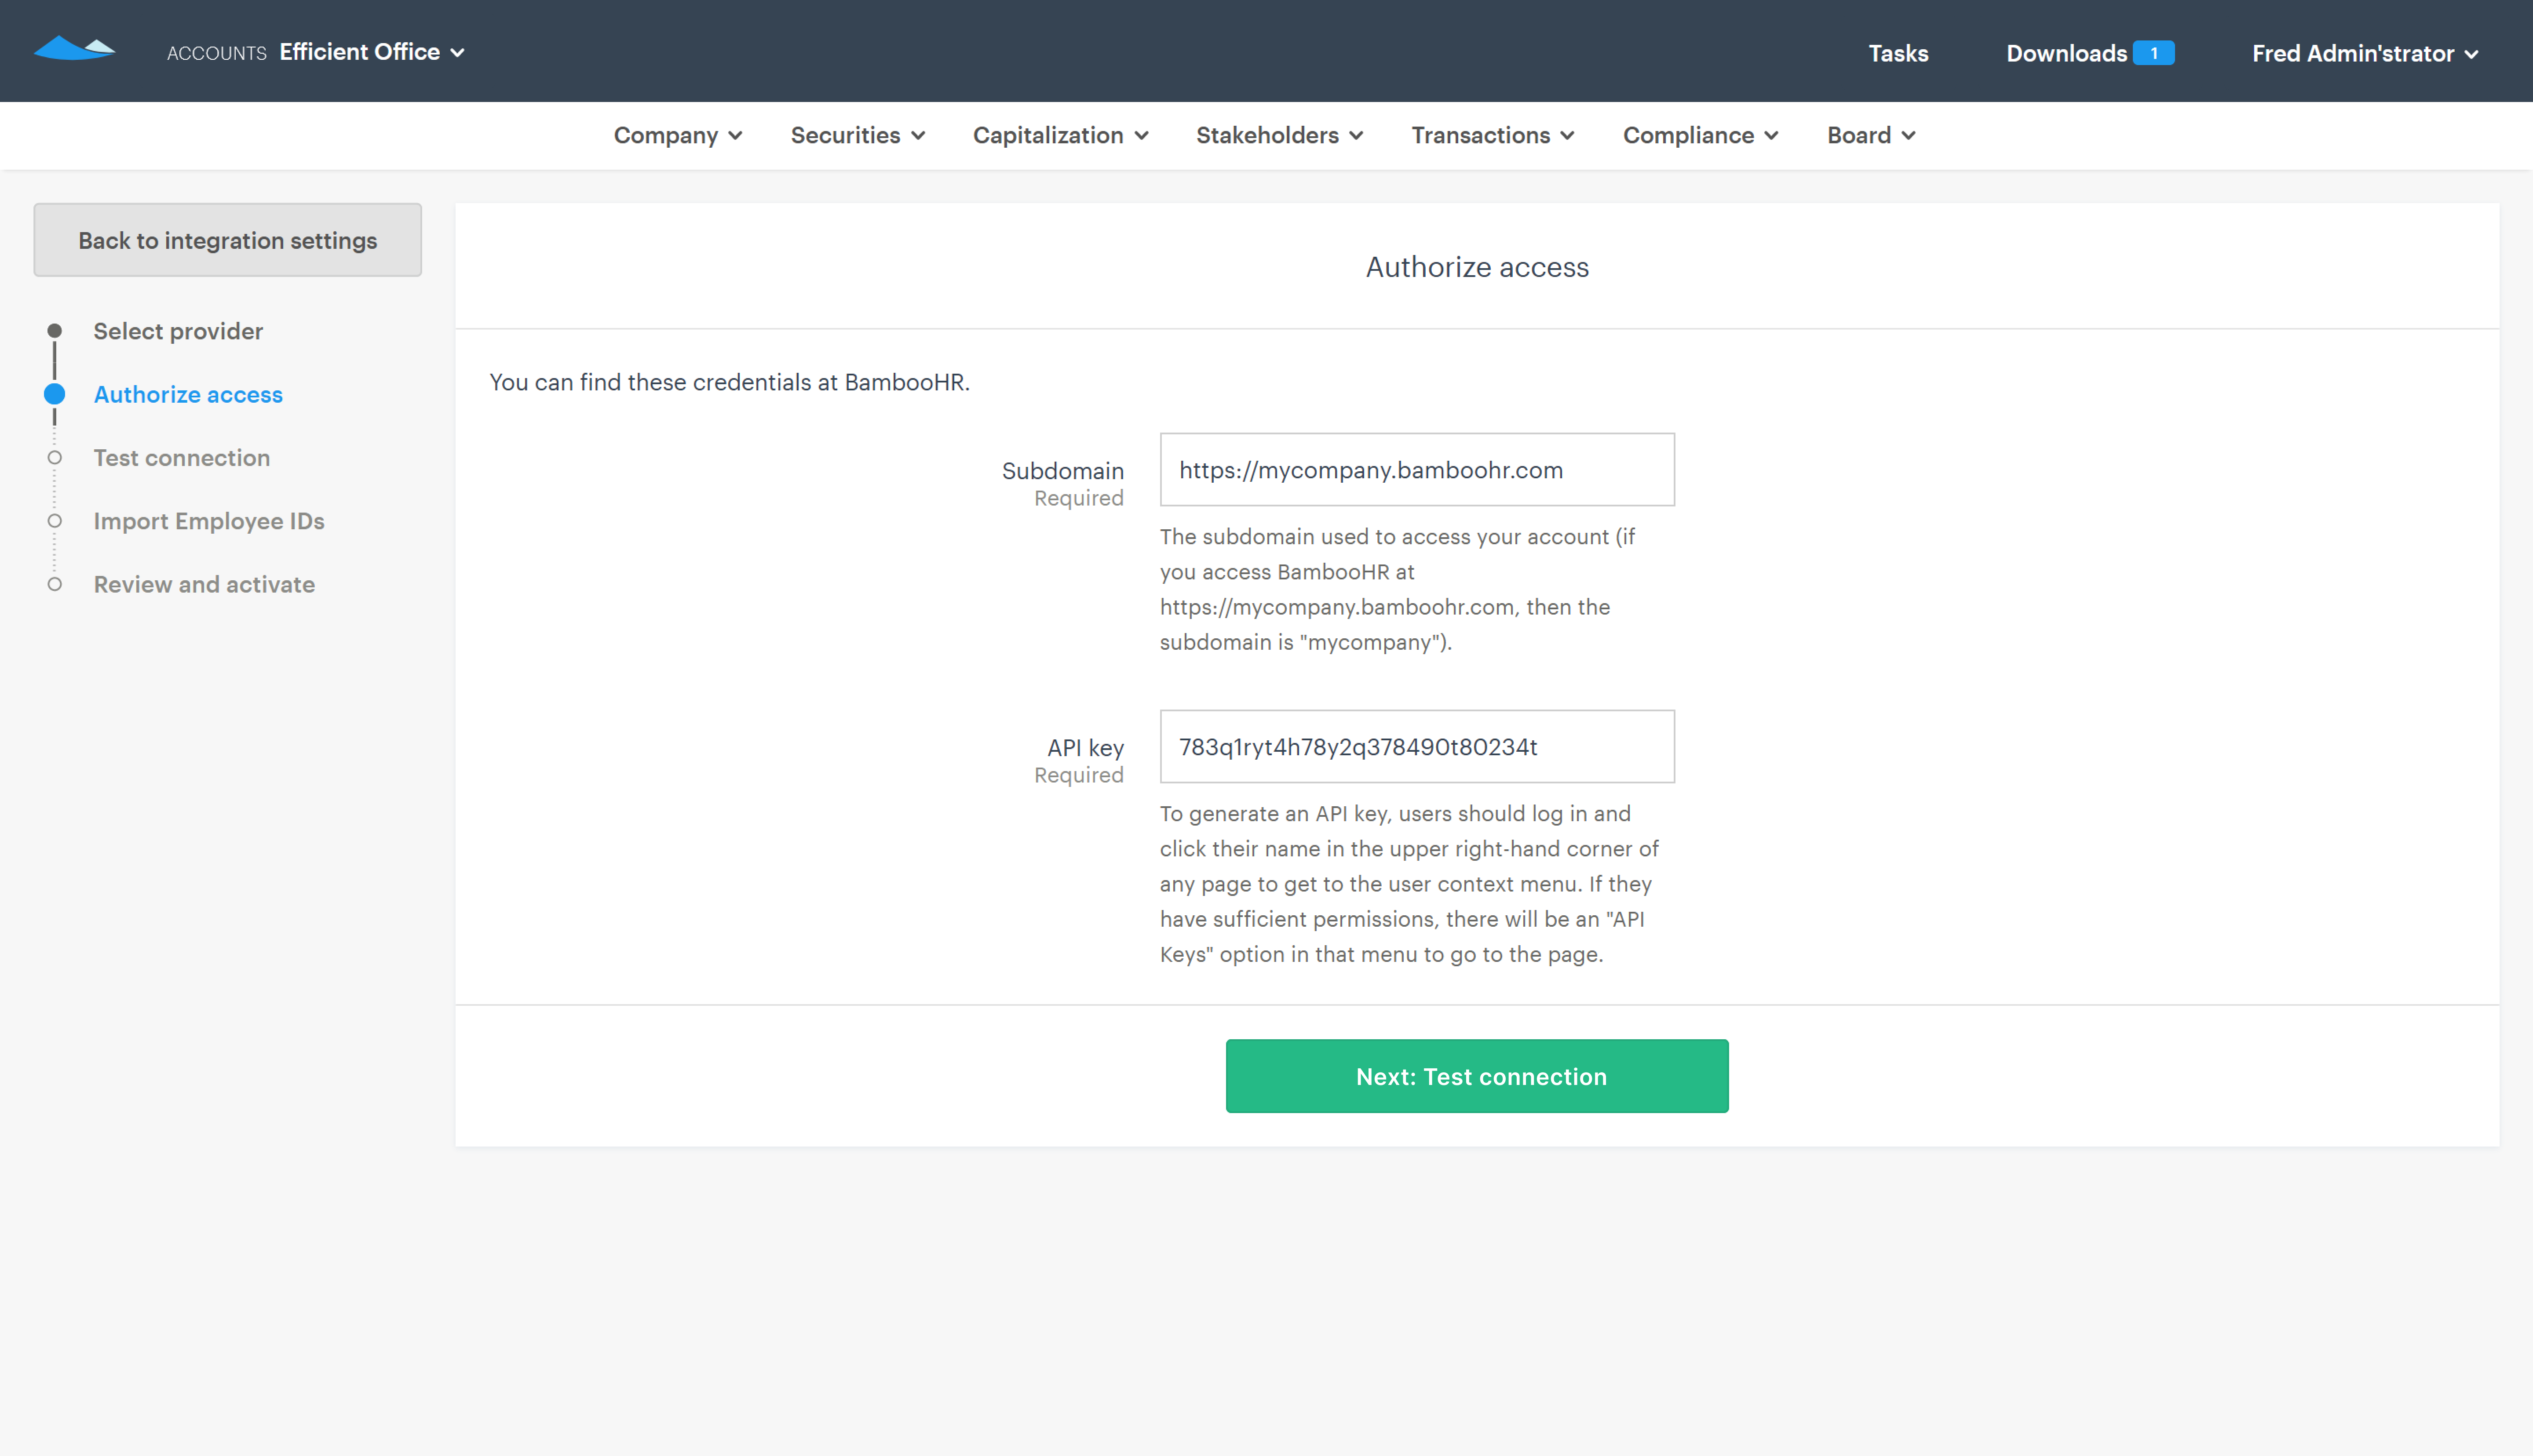 ACCOUNTS Efficient Office
Tasks
Downloads 1
Fred Admin'strator
Company
Securities
Capitalization
Stakeholders
Transactions
Compliance
Board
Back to integration settings
Select provider
Authorize access
Test connection
Import Employee IDs
Review and activate
Authorize access
You can find these credentials at BambooHR.
Subdomain
Required
https://mycompany.bamboohr.com
The subdomain used to access your account (if
you access BambooHR at
https://mycompany.bamboohr.com, then the
subdomain is "mycompany").
API key
Required
783q1ryt4h78y2q378490t80234t
To generate an API key, users should log in and
click their name in the upper right-hand corner of
any page to get to the user context menu. If they
have sufficient permissions, there will be an "API
Keys" option in that menu to go to the page.
Next: Test connection